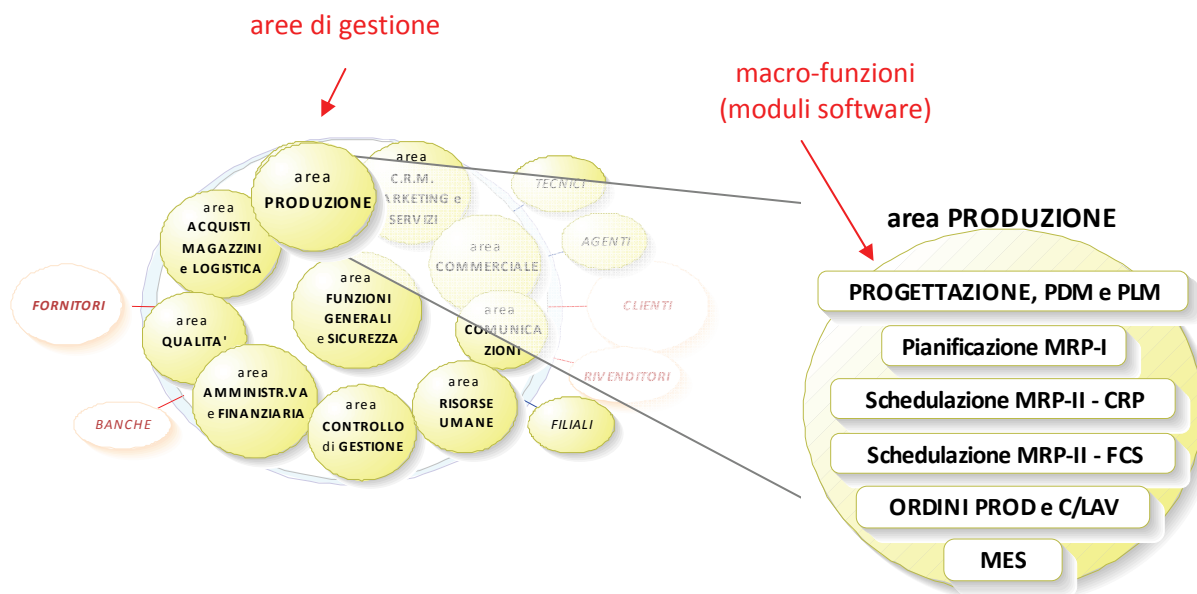 aree di gestione
macro-funzioni
(moduli software)
area
PRODUZIONE
area
C.R.M.
MARKETING e
SERVIZI
TECNICI
area
ACQUISTI
MAGAZZINI
e LOGISTICA
area
COMMERCIALE
AGENTI
FORNITORI
area
FUNZIONI
GENERALI
e SICUREZZA
CLIENTI
area
QUALITA'
area
COMUNICA
ZIONI
RIVENDITORI
area
AMMINISTR.VA
e FINANZIARIA
BANCHE
area
CONTROLLO
di GESTIONE
area
RISORSE
UMANE
FILIALI
area PRODUZIONE
PROGETTAZIONE, PDM e PLM
Pianificazione MRP-I
Schedulazione MRP-II - CRP
Schedulazione MRP-II - FCS
ORDINI PROD e C/LAV
MES